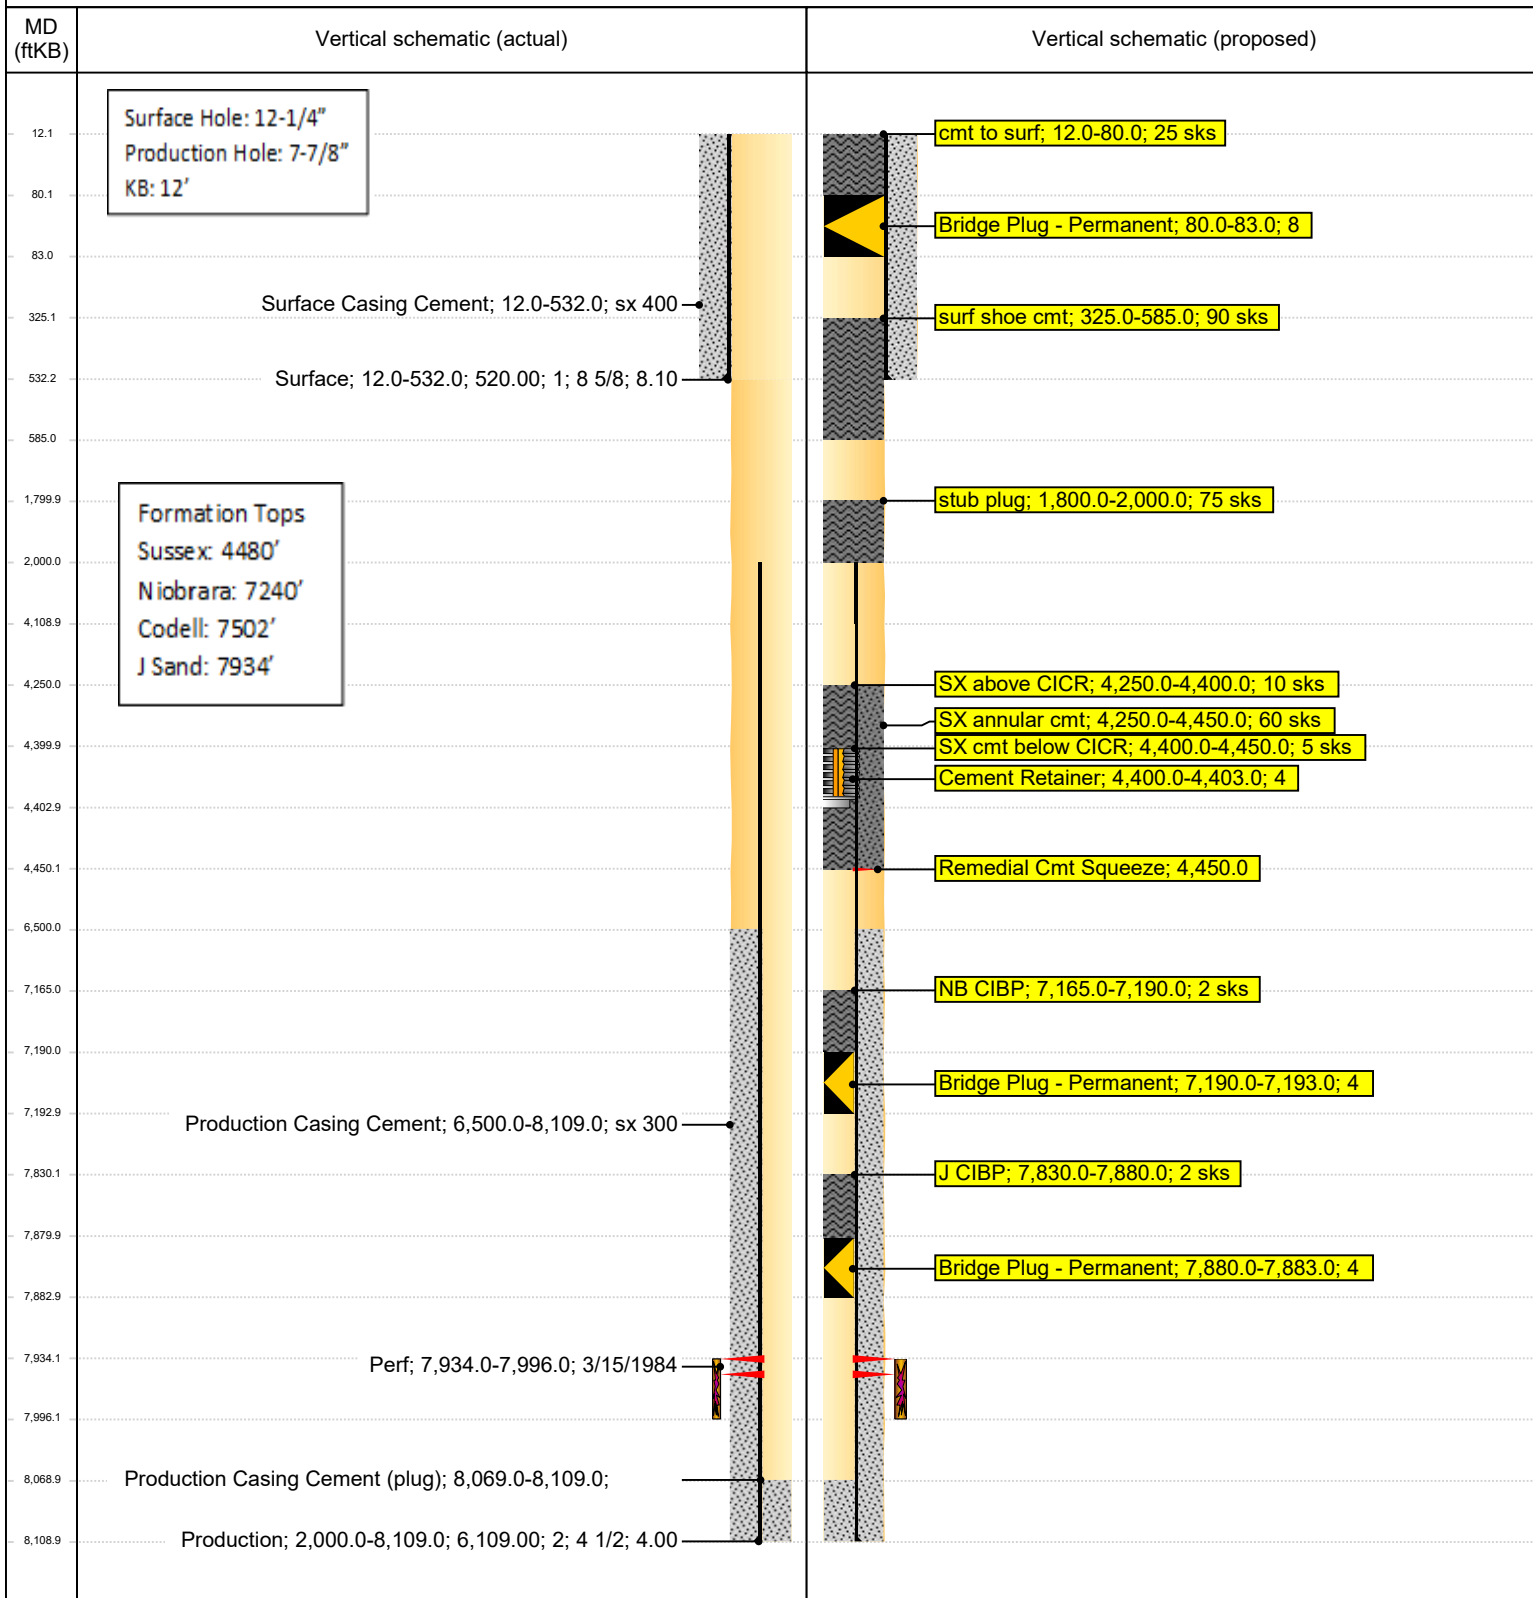 MD
(ftKB)
Vertical schematic (actual)
Vertical schematic (proposed)
Surface Hole: 12-1/4"
Production Hole: 7-7/8"
KB: 12'
12.1
80.1
83.0
325.1
532.2
585.0
1,799.9
2,000.0
4,108.9
4,250.0
4,399.9
4,402.9
4,450.1
6,500.0
7,165.0
7,190.0
7,192.9
7,830.1
7,879.9
7,882.9
7,934.1
7,996.1
8,068.9
8,108.9
Surface Casing Cement; 12.0-532.0; sx 400
Surface; 12.0-532.0; 520.00; 1; 8 5/8; 8.10
Formation Tops
Sussex: 4480'
Niobrara: 7240'
Codell: 7502'
J Sand: 7934'
Production Casing Cement; 6,500.0-8,109.0; sx 300
Perf; 7,934.0-7,996.0; 3/15/1984
Production Casing Cement (plug); 8,069.0-8,109.0;
Production; 2,000.0-8,109.0; 6,109.00; 2; 4 1/2; 4.00
cmt to surf; 12.0-80.0; 25 sks
Bridge Plug - Permanent; 80.0-83.0; 8
surf shoe cmt; 325.0-585.0; 90 sks
stub plug; 1,800.0-2,000.0; 75 sks
SX above CICR; 4,250.0-4,400.0; 10 sks
SX annular cmt; 4,250.0-4,450.0; 60 sks
SX cmt below CICR; 4,400.0-4,450.0; 5 sks
Cement Retainer; 4,400.0-4,403.0; 4
Remedial Cmt Squeeze; 4,450.0
NB CIBP; 7,165.0-7,190.0; 2 sks
Bridge Plug - Permanent; 7,190.0-7,193.0; 4
J CIBP; 7,830.0-7,880.0; 2 sks
Bridge Plug - Permanent; 7,880.0-7,883.0; 4